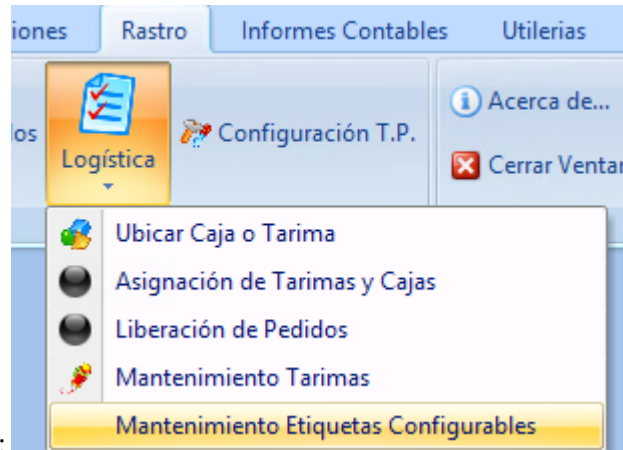 iones Rastro Informes Contables Utilerias
Acerca de...
los Logística Configuración T.P.
Cerrar Ventan
Ubicar Caja o Tarima
Asignación de Tarimas y Cajas
Liberación de Pedidos
Mantenimiento Tarimas
Mantenimiento Etiquetas Configurables
: